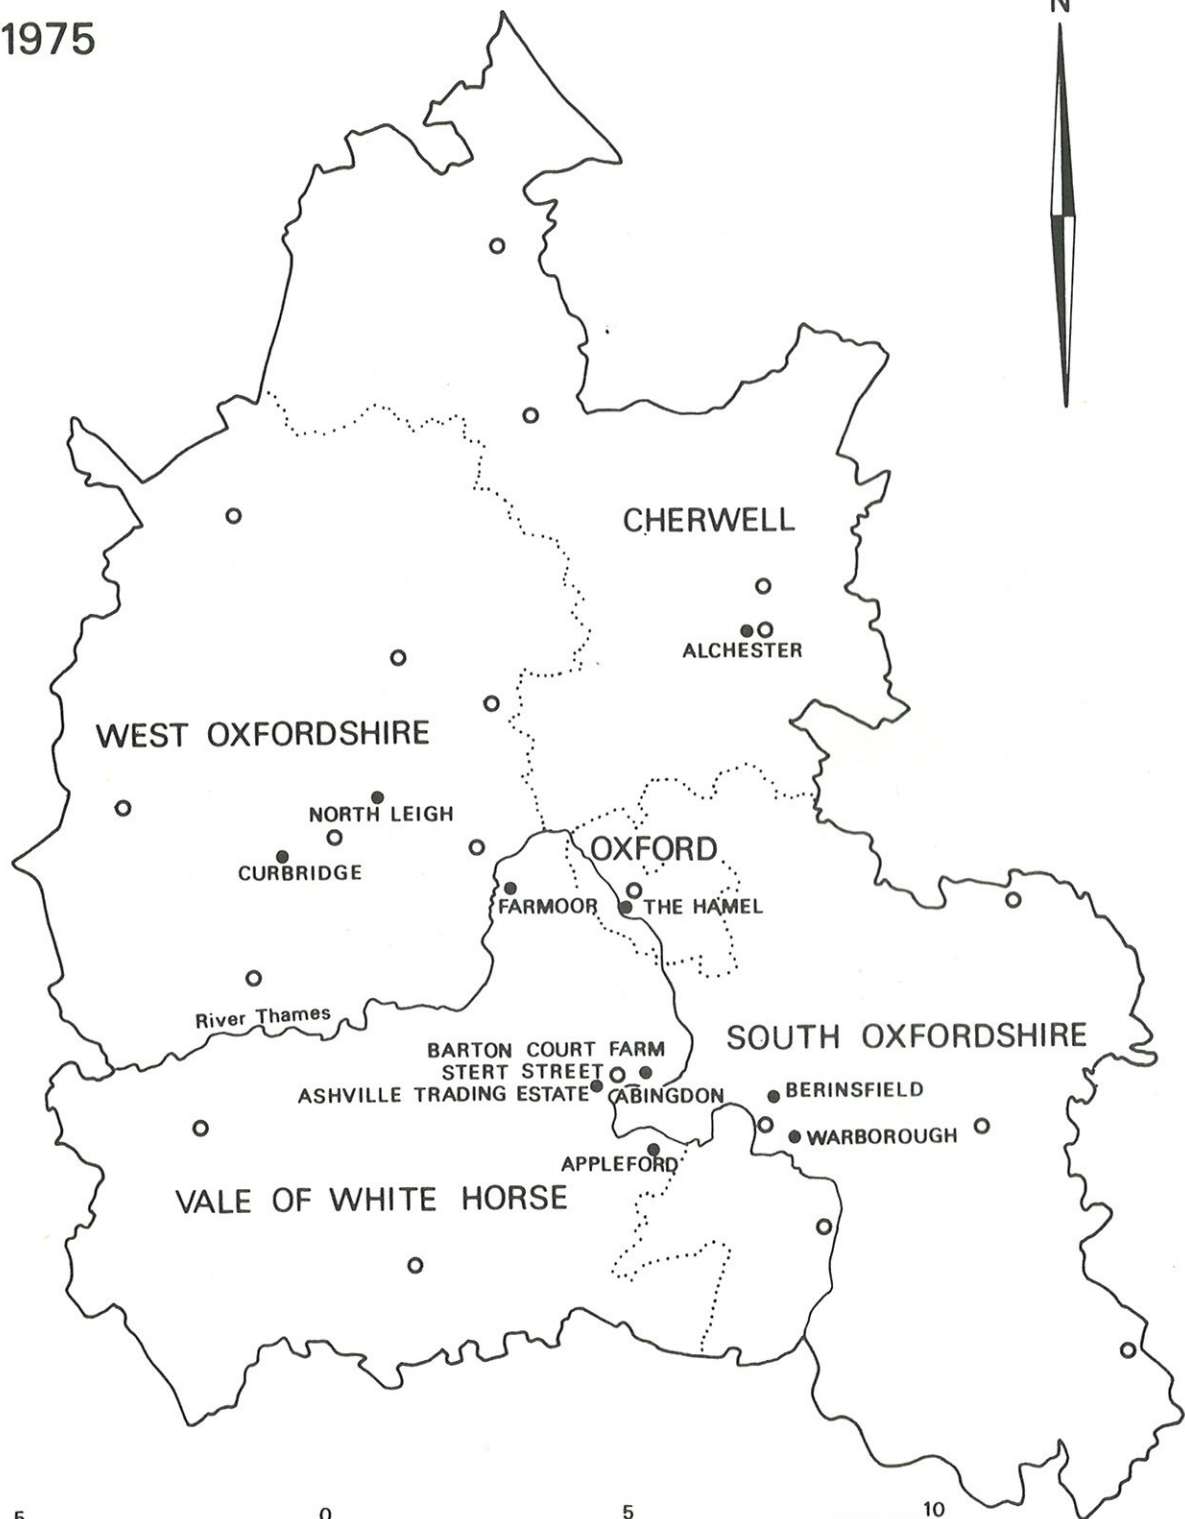 N
1975
CHERWELL
ALCHESTER
WEST OXFORDSHIRE
NORTH LEIGH
OXFORD
CURBRIDGE
FARMOOR
THE HAMEL
River Thames
SOUTH OXFORDSHIRE
BARTON COURT FARM
STERT STREET
ASHVILLE TRADING ESTATE
ABINGDON
BERINSFIELD
WARBOROUGH
APPLEFORD
VALE OF WHITE HORSE
5 0 5 10